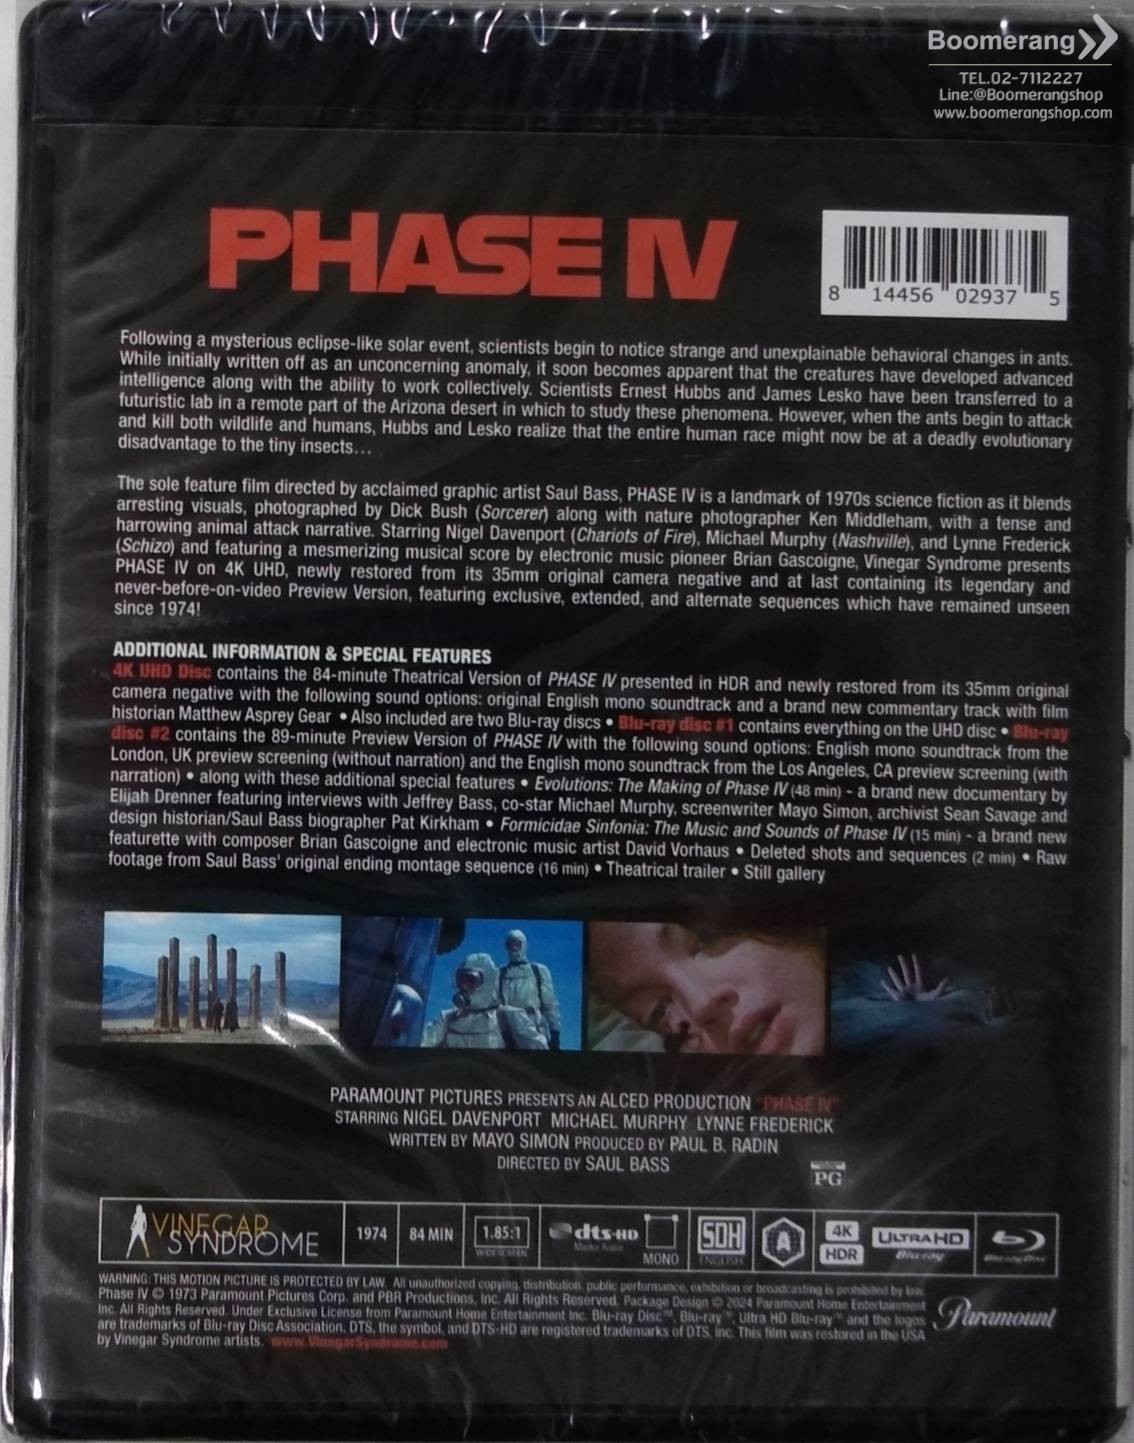 Boomerang
TEL.02-7112227
Line:@Boomerangshop
www.boomerangshop.com
PHASE IV
8 14456 02937 5
Following a mysterious eclipse-like solar event, scientists begin to notice strange and unexplainable behavioral changes in ants.
While initially written off as an unconcerning anomaly, it soon becomes apparent that the creatures have developed advanced
intelligence along with the ability to work collectively. Scientists Ernest Hubbs and James Lesko have been transferred to a
futuristic lab in a remote part of the Arizona desert in which to study these phenomena. However, when the ants begin to attack
and kill both wildlife and humans, Hubbs and Lesko realize that the entire human race might now be at a deadly evolutionary
disadvantage to the tiny insects...
The sole feature film directed by acclaimed graphic artist Saul Bass, PHASE IV is a landmark of 1970s science fiction as it blends
arresting visuals, photographed by Dick Bush (Sorcerer) along with nature photographer Ken Middleham, with a tense and
harrowing animal attack narrative. Starring Nigel Davenport (Chariots of Fire), Michael Murphy (Nashville), and Lynne Frederick
(Schizo) and featuring a mesmerizing musical score by electronic music pioneer Brian Gascoigne, Vinegar Syndrome presents
PHASE IV on 4K UHD, newly restored from its 35mm original camera negative and at last containing its legendary and
never-before-on-video Preview Version, featuring exclusive, extended, and alternate sequences which have remained unseen
since 1974!
ADDITIONAL INFORMATION & SPECIAL FEATURES
4K UHD Disc contains the 84-minute Theatrical Version of PHASE IV presented in HDR and newly restored from its 35mm original
camera negative with the following sound options: original English mono soundtrack and a brand new commentary track with film
historian Matthew Asprey Gear • Also included are two Blu-ray discs • Blu-ray disc #1 contains everything on the UHD disc • Blu-ray
disc #2 contains the 89-minute Preview Version of PHASE IV with the following sound options: English mono soundtrack from the
London, UK preview screening (without narration) and the English mono soundtrack from the Los Angeles, CA preview screening (with
narration) • along with these additional special features • Evolutions: The Making of Phase IV (48 min) - a brand new documentary by
Elijah Drenner featuring interviews with Jeffrey Bass, co-star Michael Murphy, screenwriter Mayo Simon, archivist Sean Savage and
design historian/Saul Bass biographer Pat Kirkham • Formicidae Sinfonia: The Music and Sounds of Phase IV (15 min) - a brand new
featurette with composer Brian Gascoigne and electronic music artist David Vorhaus • Deleted shots and sequences (2 min) • Raw
footage from Saul Bass' original ending montage sequence (16 min) • Theatrical trailer • Still gallery
PARAMOUNT PICTURES PRESENTS AN ALCED PRODUCTION "PHASE IV"
STARRING NIGEL DAVENPORT MICHAEL MURPHY LYNNE FREDERICK
WRITTEN BY MAYO SIMON PRODUCED BY PAUL B. RADIN
DIRECTED BY SAUL BASS
PG
VINEGAR SYNDROME 1974 84 MIN 1.85:1 WIDESCREEN dts-HD Master Audio MONO SDH ENGLISH A 4K HDR ULTRA HD Blu-ray Blu-ray Disc
WARNING: THIS MOTION PICTURE IS PROTECTED BY LAW. All unauthorized copying, distribution, public performance, exhibition or broadcasting is prohibited by law.
Phase IV © 1973 Paramount Pictures Corp. and PBR Productions, Inc. All Rights Reserved. Package Design © 2024 Paramount Home Entertainment
Inc. All Rights Reserved. Under Exclusive License from Paramount Home Entertainment Inc. Blu-ray Disc™, Blu-ray™, Ultra HD Blu-ray™ and the logos
are trademarks of Blu-ray Disc Association. DTS, the symbol, and DTS-HD are registered trademarks of DTS, Inc. This film was restored in the USA
by Vinegar Syndrome artists. www.VinegarSyndrome.com
Paramount